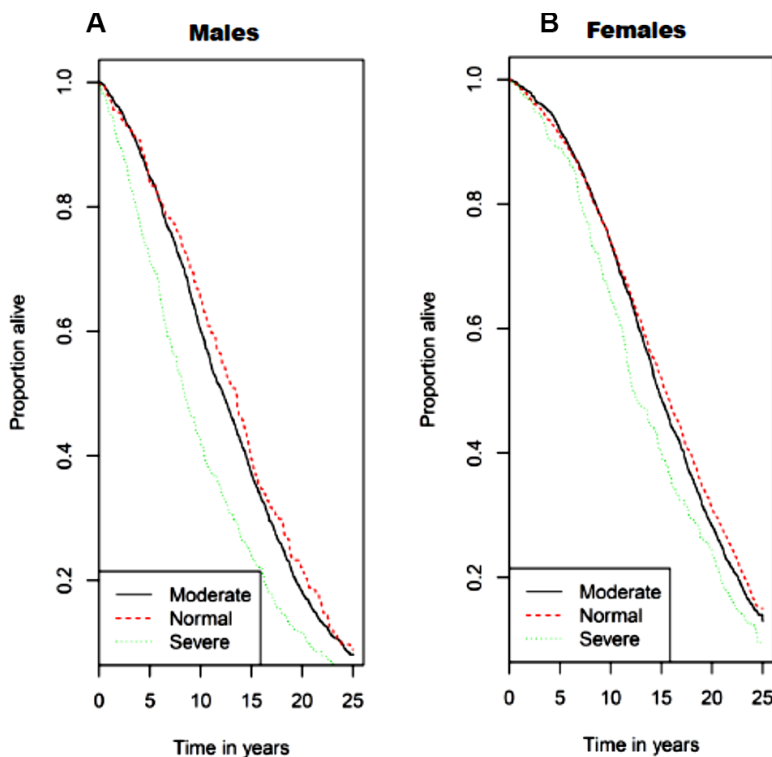 A
Males
Proportion alive
1.0
0.8
0.6
0.4
0.2
Moderate
Normal
Severe
0 5 10 15 20 25
Time in years
B
Females
Proportion alive
1.0
0.8
0.6
0.4
0.2
Moderate
Normal
Severe
0 5 10 15 20 25
Time in years